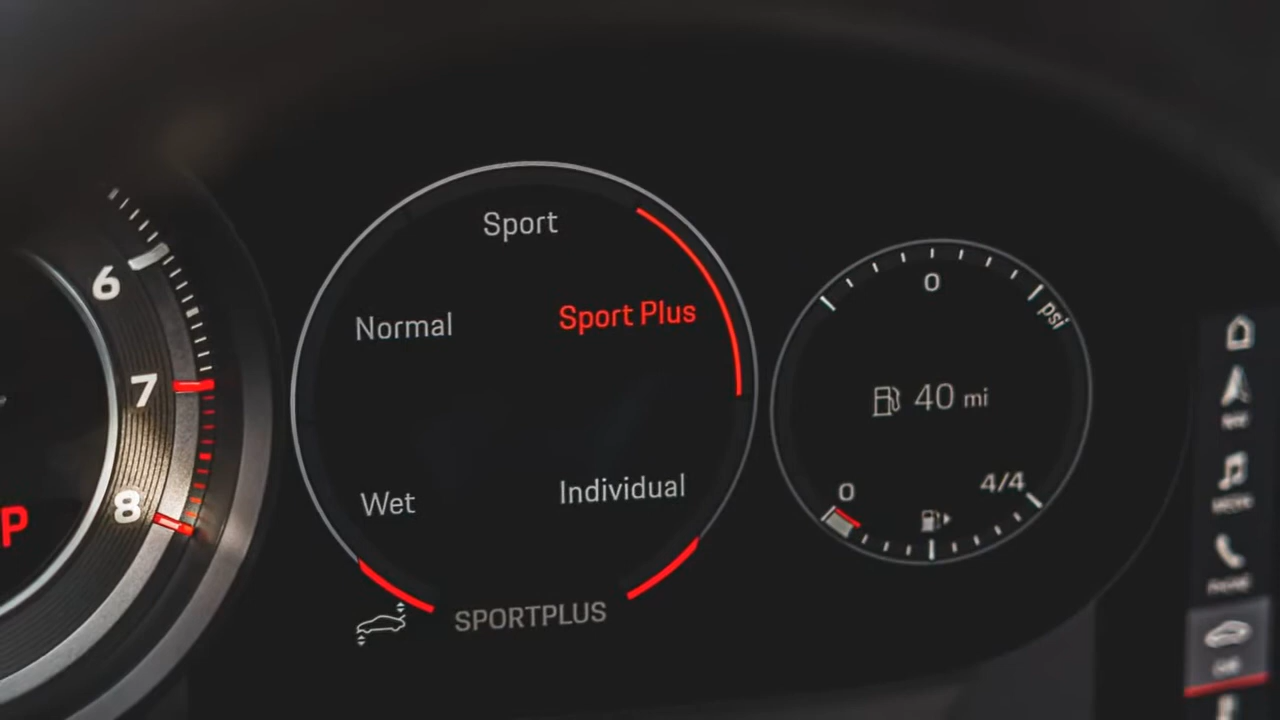 6
7
8
P
Sport
Normal
Sport Plus
Wet
Individual
SPORTPLUS
0
psi
40 mi
0
4/4